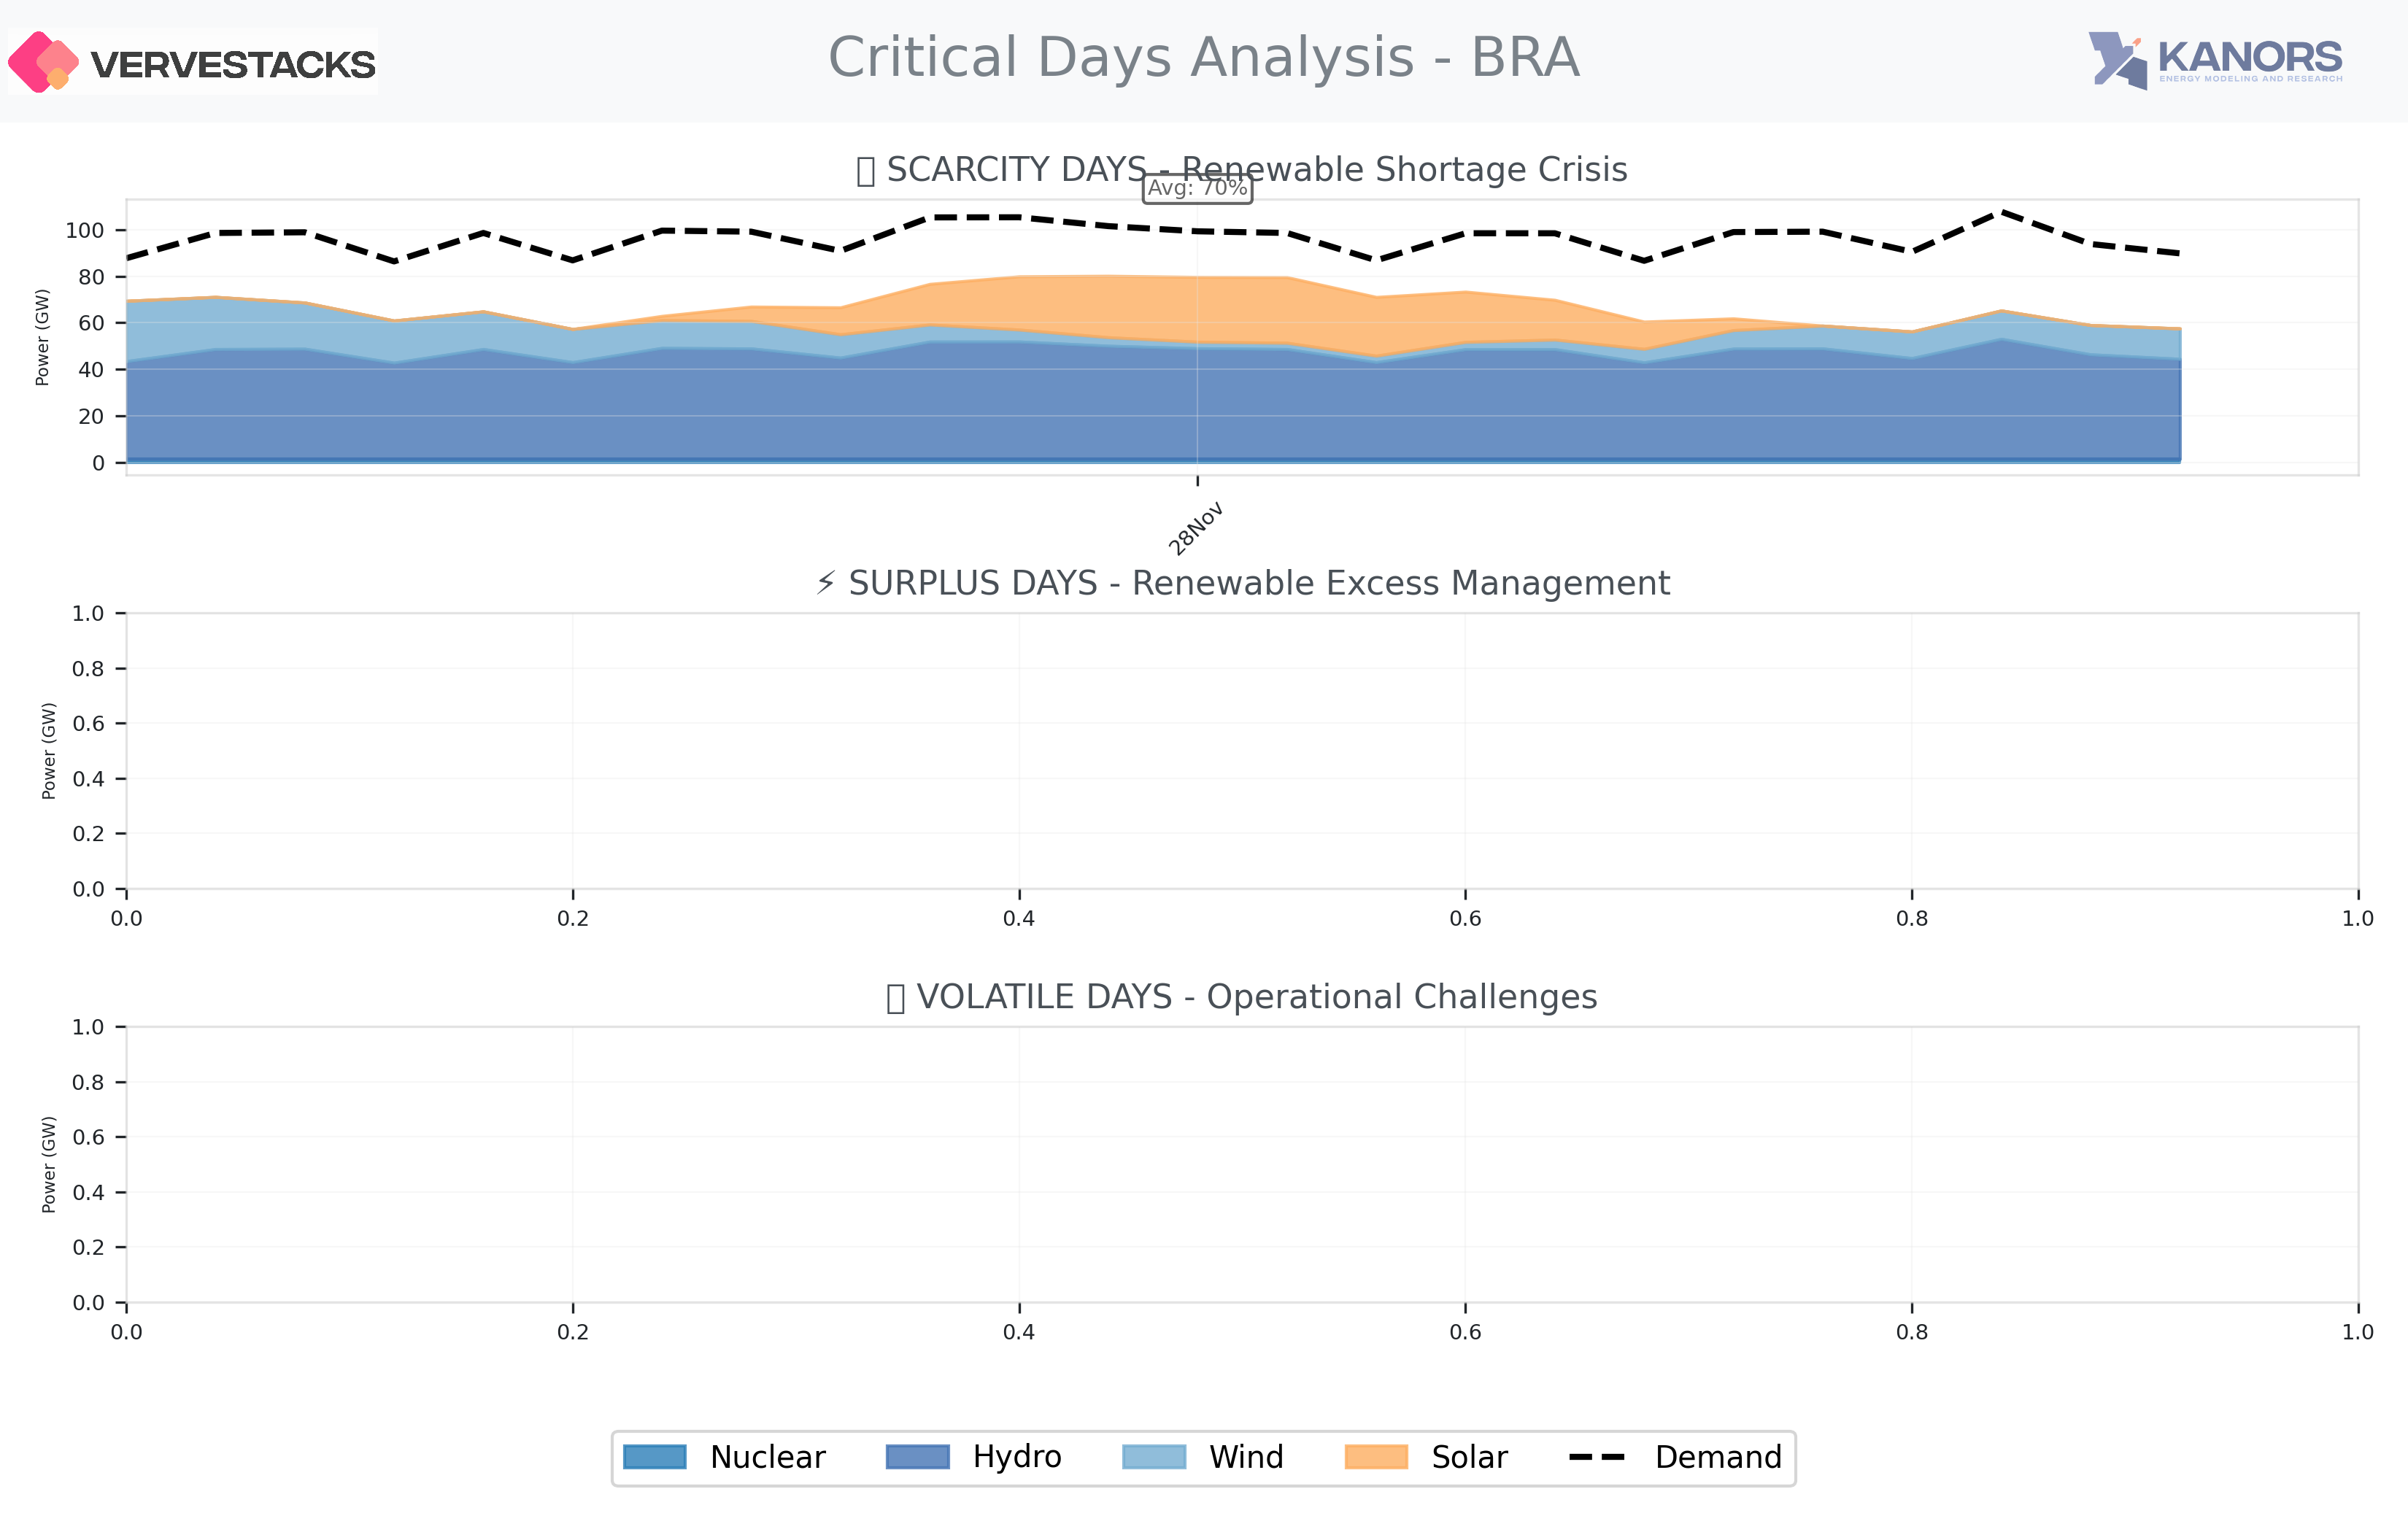 VERVESTACKS
Critical Days Analysis - BRA
KANORS
ENERGY MODELING AND RESEARCH
SCARCITY DAYS - Renewable Shortage Crisis
Avg: 70%
Power (GW)
100
80
60
40
20
0
28Nov
⚡ SURPLUS DAYS - Renewable Excess Management
Power (GW)
1.0
0.8
0.6
0.4
0.2
0.0
0.0 0.2 0.4 0.6 0.8 1.0
VOLATILE DAYS - Operational Challenges
Power (GW)
1.0
0.8
0.6
0.4
0.2
0.0
0.0 0.2 0.4 0.6 0.8 1.0
Nuclear Hydro Wind Solar Demand